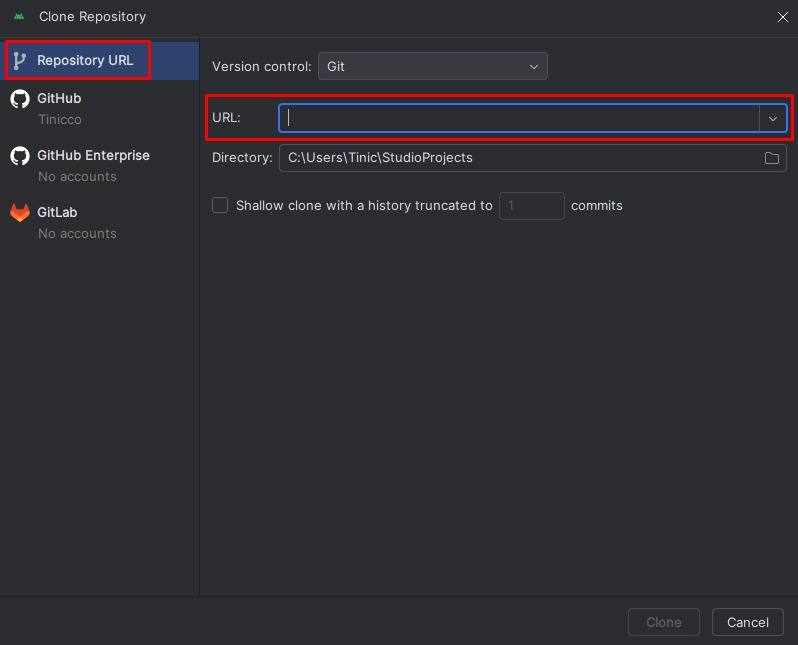 Clone Repository
Repository URL
GitHub
Tinicco
GitHub Enterprise
No accounts
GitLab
No accounts
Version control: Git
URL:
Directory: C:\Users\Tinic\StudioProjects
Shallow clone with a history truncated to 1 commits
Clone Cancel